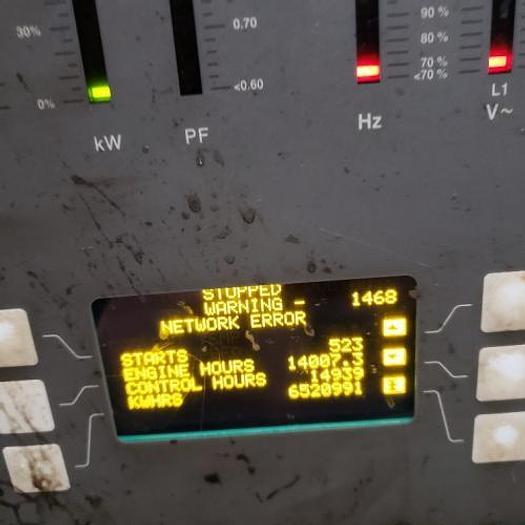 30%
0%
kW
0.70
<0.60
PF
Hz
90 %
80 %
70 %
<70 %
L1
V~
STOPPED
WARNING - 1468
NETWORK ERROR
STARTS 523
ENGINE HOURS 14007.3
CONTROL HOURS 14939
KWHRS 6520991